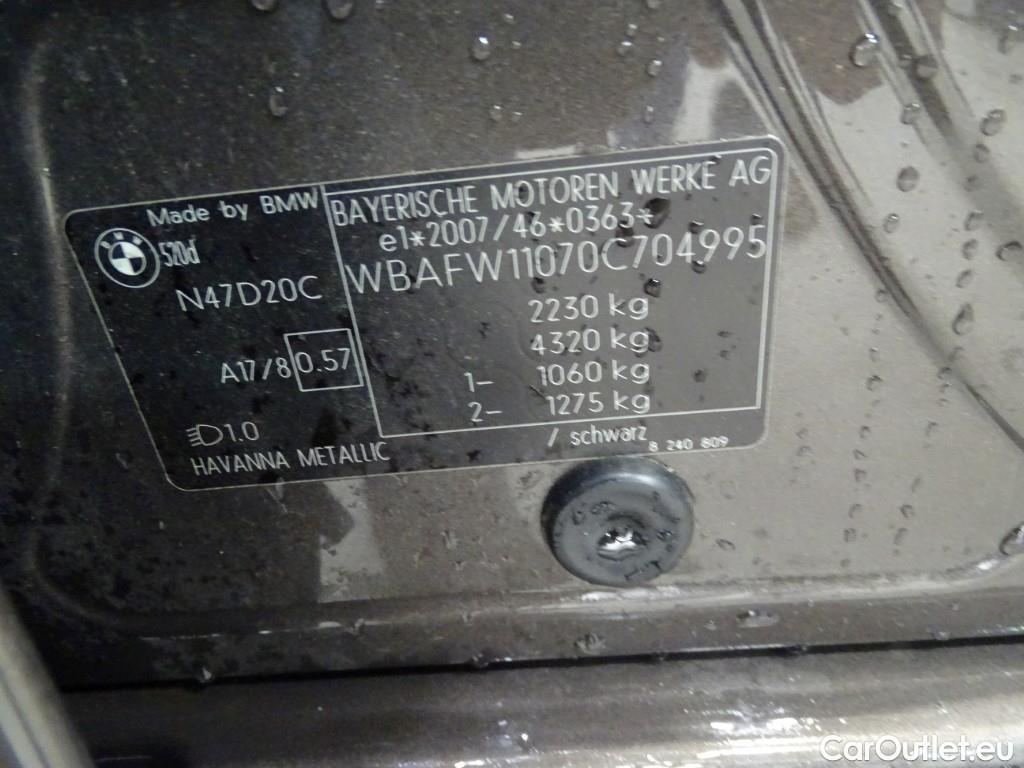 Made by BMW
520d
N47D20C
A17/8 0.57
1.0
HAVANNA METALLIC
BAYERISCHE MOTOREN WERKE AG
e1*2007/46*0363*
WBAFW11070C704995
2230 kg
4320 kg
1- 1060 kg
2- 1275 kg
/ schwarz
8 240 809
CarOutlet.eu